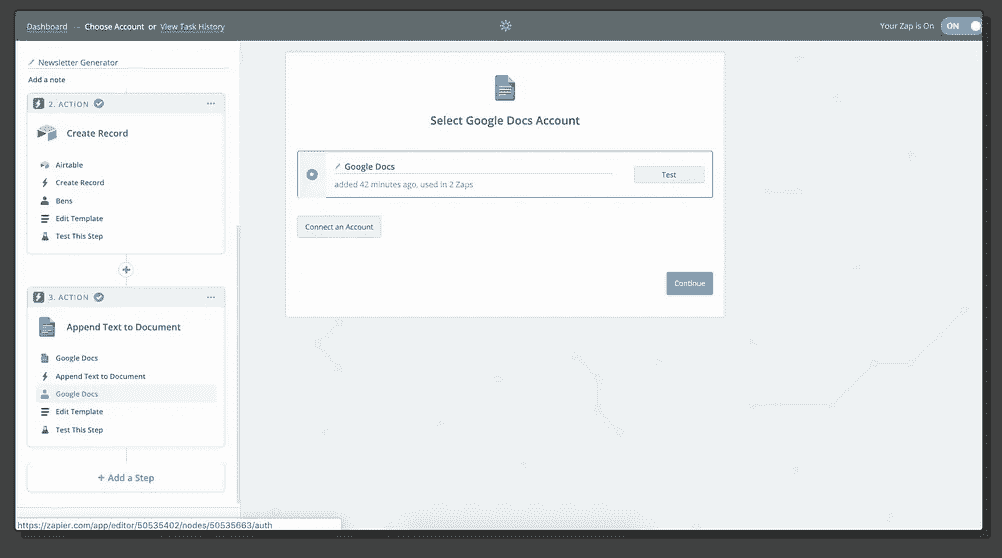 Dashboard → Choose Account or View Task History
Your Zap is On ON
Newsletter Generator
Add a note
2. ACTION
Create Record
Airtable
Create Record
Bens
Edit Template
Test This Step
3. ACTION
Append Text to Document
Google Docs
Append Text to Document
Google Docs
Edit Template
Test This Step
+ Add a Step
Select Google Docs Account
Google Docs
added 42 minutes ago, used in 2 Zaps
Test
Connect an Account
Continue
https://zapier.com/app/editor/50535402/nodes/50535663/auth